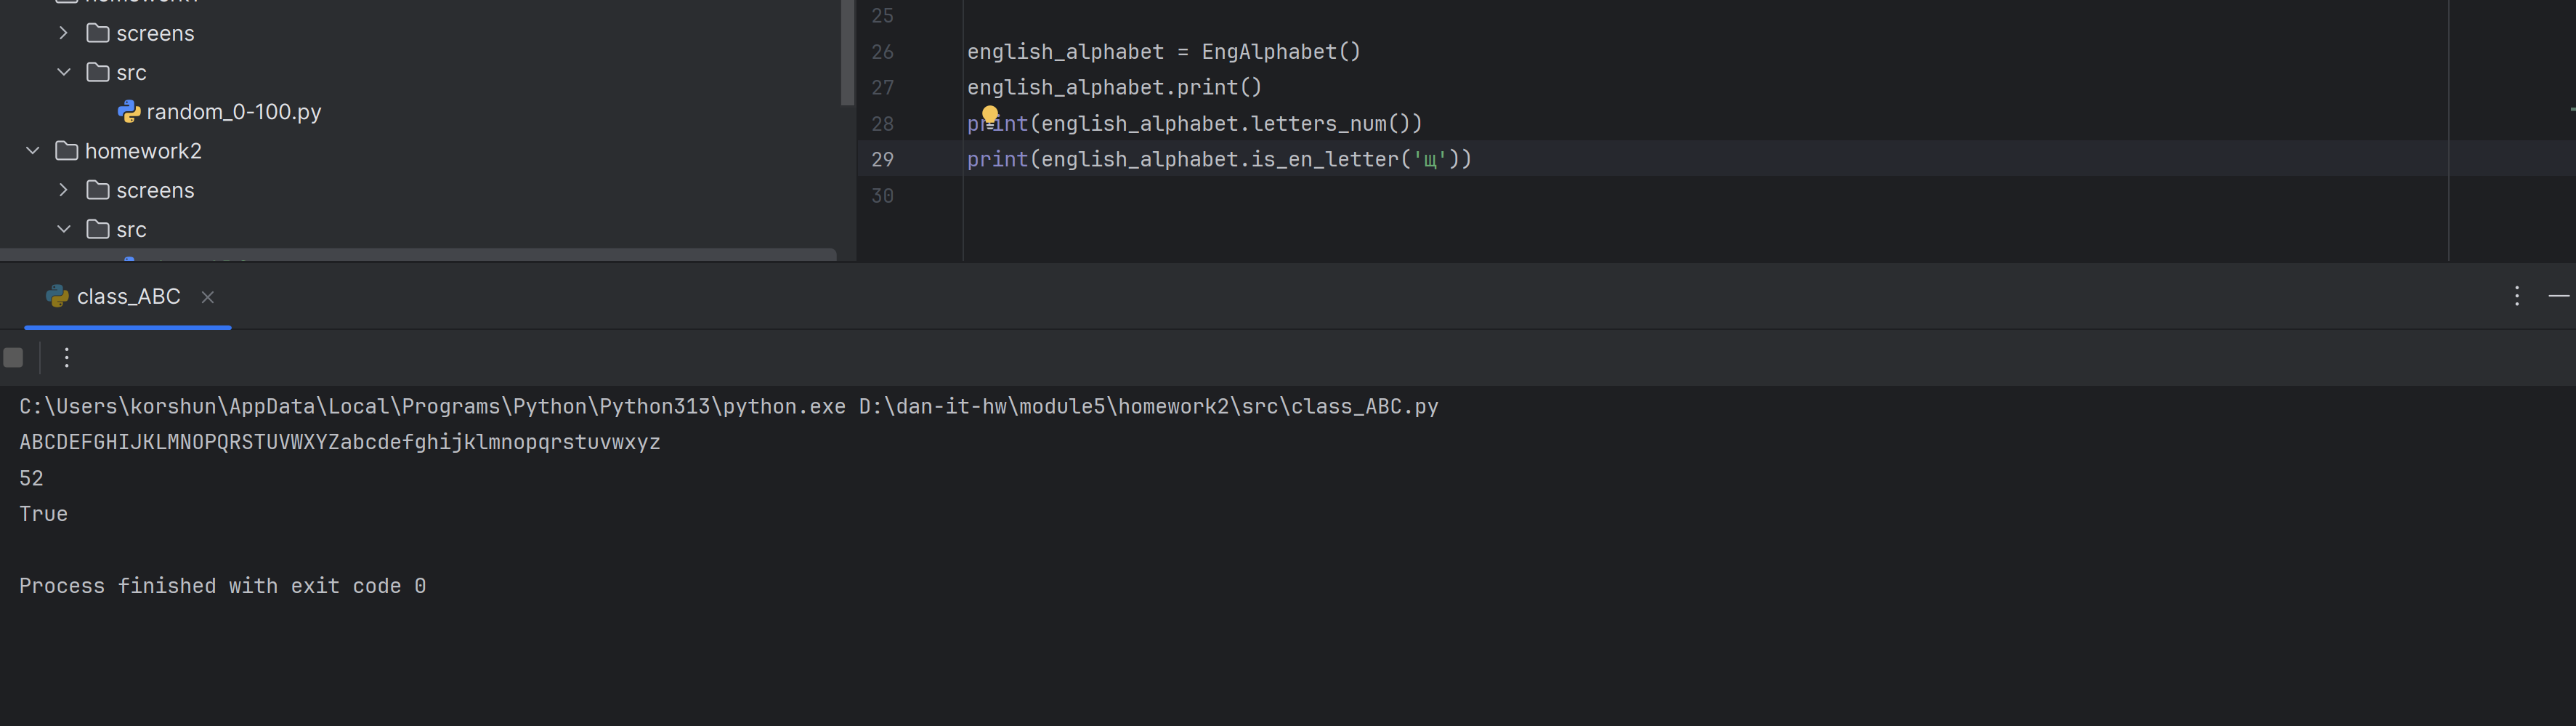 screens
src
random_0-100.py
homework2
screens
src
25
26 english_alphabet = EngAlphabet()
27 english_alphabet.print()
28 print(english_alphabet.letters_num())
29 print(english_alphabet.is_en_letter('щ'))
30
class_ABC
C:\Users\korshun\AppData\Local\Programs\Python\Python313\python.exe D:\dan-it-hw\module5\homework2\src\class_ABC.py
ABCDEFGHIJKLMNOPQRSTUVWXYZabcdefghijklmnopqrstuvwxyz
52
True
Process finished with exit code 0